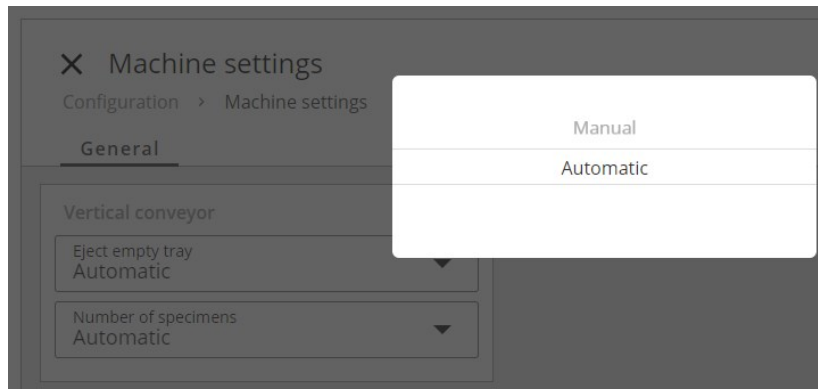 Machine settings
Configuration > Machine settings
General
Vertical conveyor
Eject empty tray
Automatic
Number of specimens
Automatic
Manual
Automatic